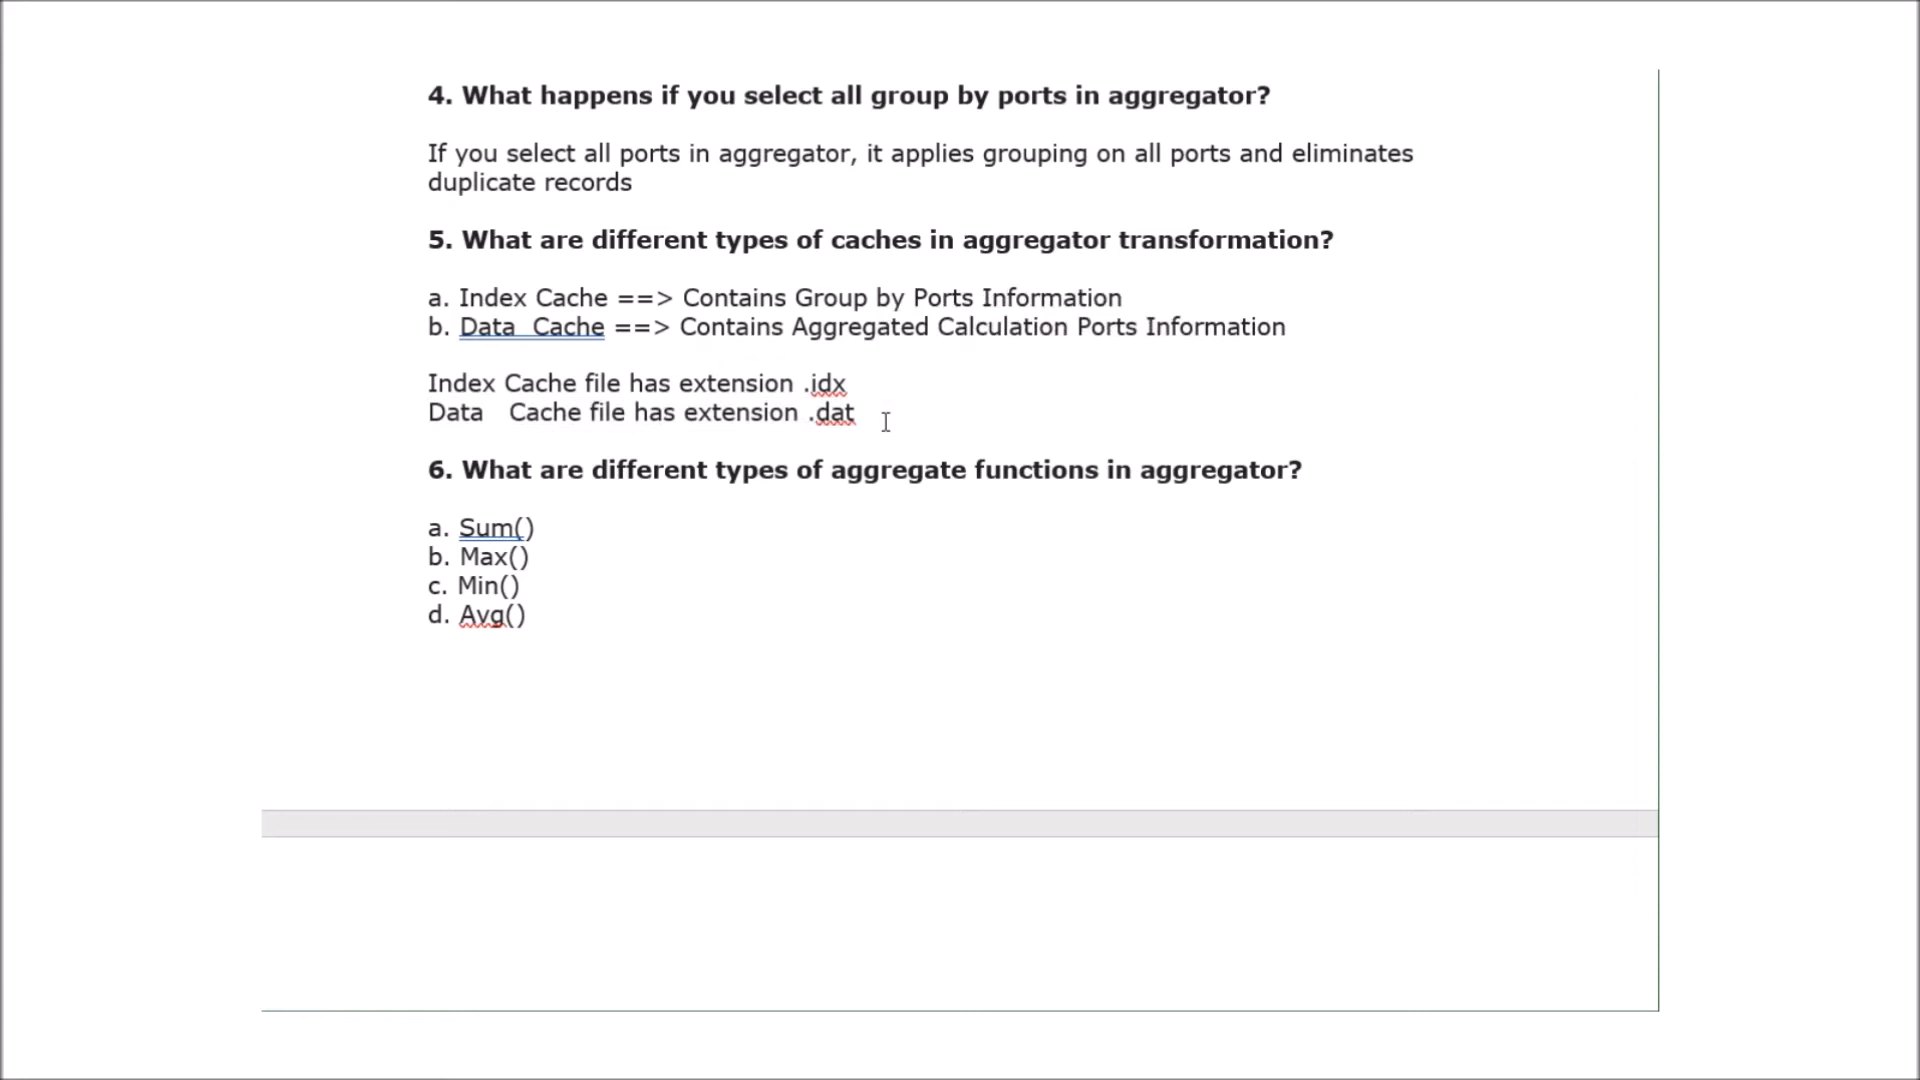 4. What happens if you select all group by ports in aggregator?
If you select all ports in aggregator, it applies grouping on all ports and eliminates
duplicate records
5. What are different types of caches in aggregator transformation?
a. Index Cache ==> Contains Group by Ports Information
b. Data  Cache ==> Contains Aggregated Calculation Ports Information
Index Cache file has extension .idx
Data   Cache file has extension .dat
6. What are different types of aggregate functions in aggregator?
a. Sum()
b. Max()
c. Min()
d. Avg()